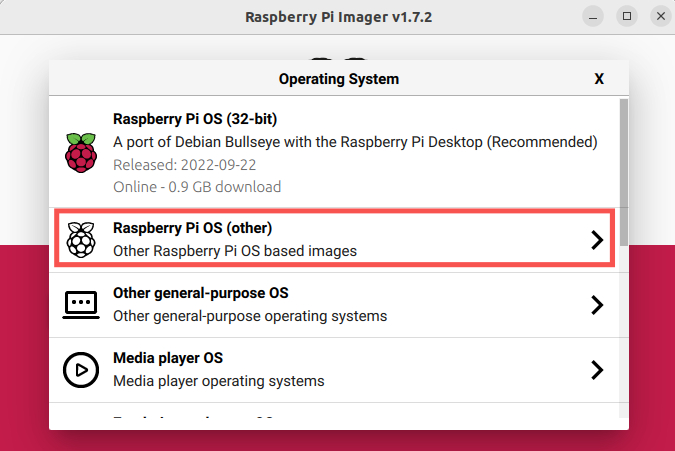 Raspberry Pi Imager v1.7.2
Operating System
X
Raspberry Pi OS (32-bit)
A port of Debian Bullseye with the Raspberry Pi Desktop (Recommended)
Released: 2022-09-22
Online - 0.9 GB download
Raspberry Pi OS (other)
Other Raspberry Pi OS based images
Other general-purpose OS
Other general-purpose operating systems
Media player OS
Media player operating systems